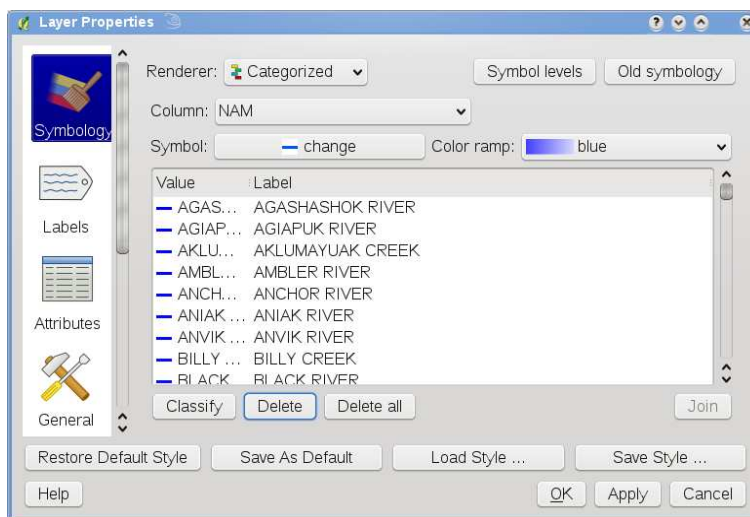 Layer Properties
Symbology
Labels
Attributes
General
Renderer: Categorized
Symbol levels
Old symbology
Column: NAM
Symbol: change
Color ramp: blue
Value Label
AGAS... AGASHASHOK RIVER
AGIAP... AGIAPUK RIVER
AKLU... AKLUMAYUAK CREEK
AMBL... AMBLER RIVER
ANCH... ANCHOR RIVER
ANIAK ... ANIAK RIVER
ANVIK ... ANVIK RIVER
BILLY ... BILLY CREEK
BLACK BLACK RIVER
Classify Delete Delete all Join
Restore Default Style Save As Default Load Style ... Save Style ...
Help OK Apply Cancel